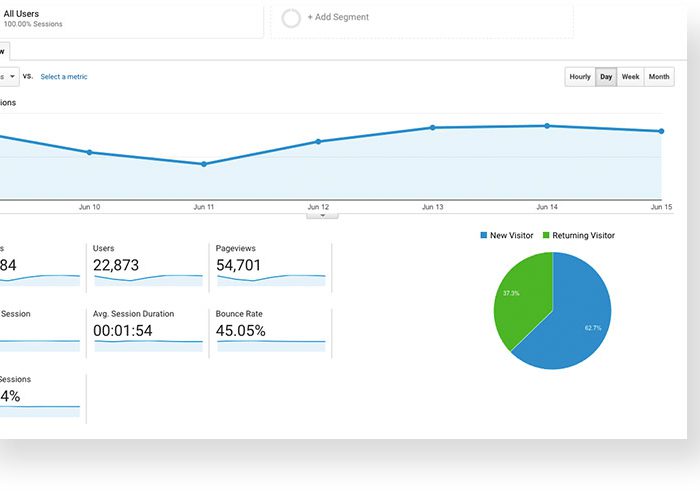 All Users
100.00% Sessions
+ Add Segment
w
s
vs.
Select a metric
Hourly
Day
Week
Month
ions
Jun 10
Jun 11
Jun 12
Jun 13
Jun 14
Jun 15
New Visitor
Returning Visitor
s
84
Users
22,873
Pageviews
54,701
37.3%
62.7%
Session
Avg. Session Duration
00:01:54
Bounce Rate
45.05%
Sessions
4%